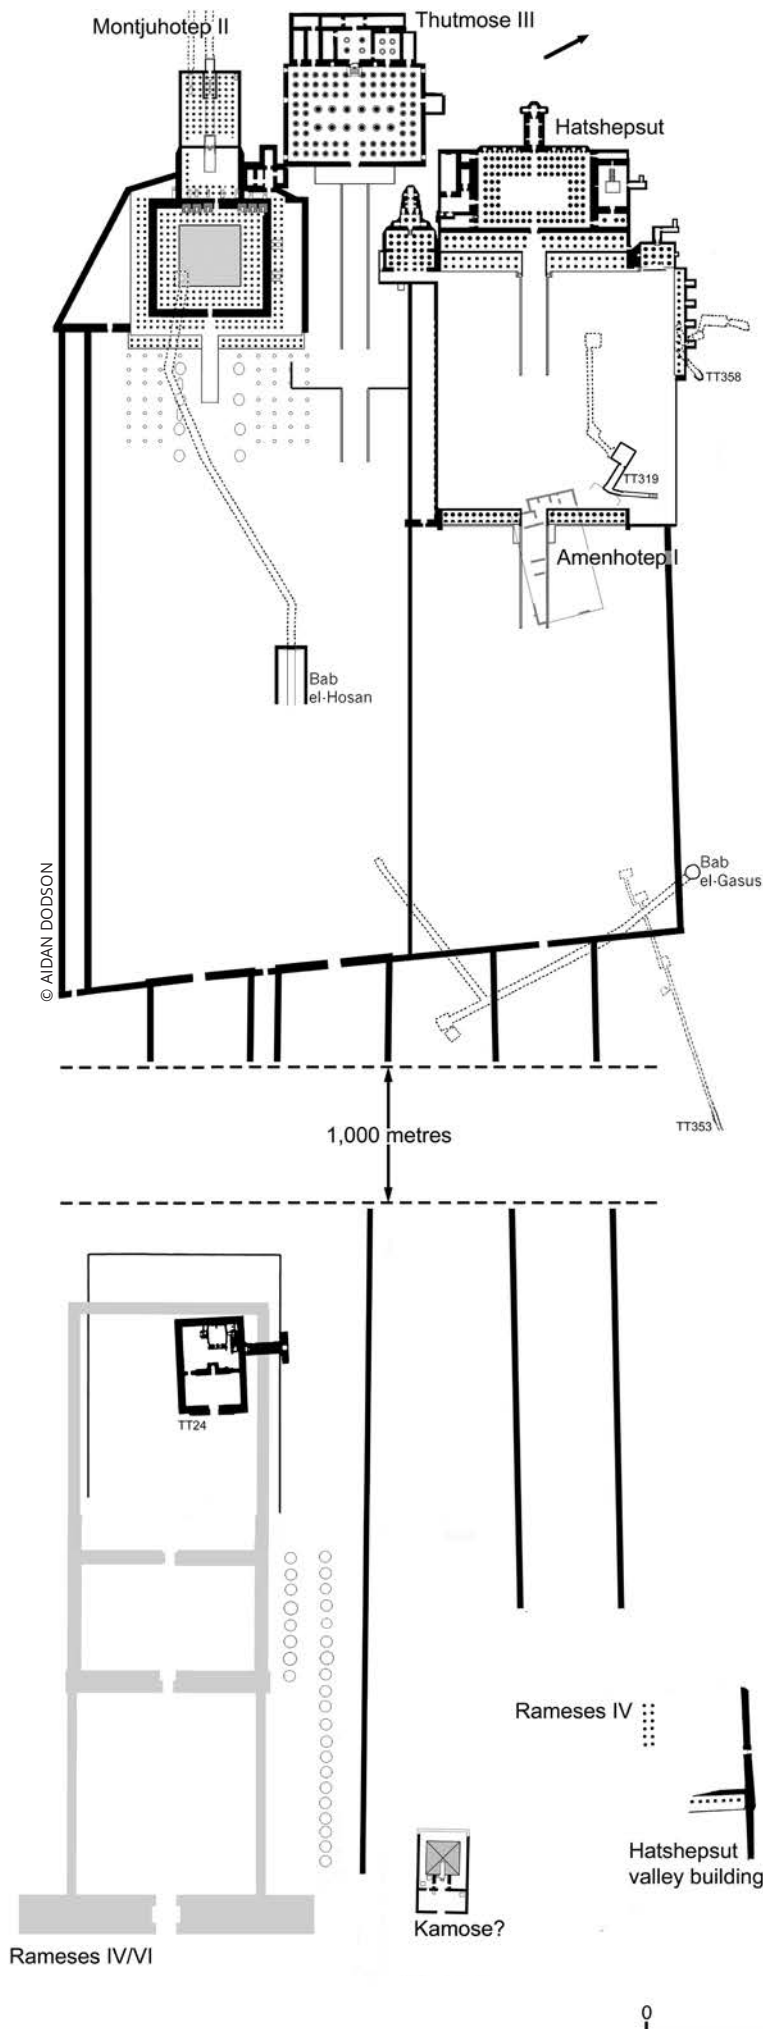 Montjuhotep II
Thutmose III
Hatshepsut
TT358
TT319
Amenhotep I
Bab
el-Hosan
© AIDAN DODSON
Bab
el-Gasus
1,000 metres
TT353
TT24
Rameses IV
Hatshepsut
valley building
Kamose?
Rameses IV/VI
0